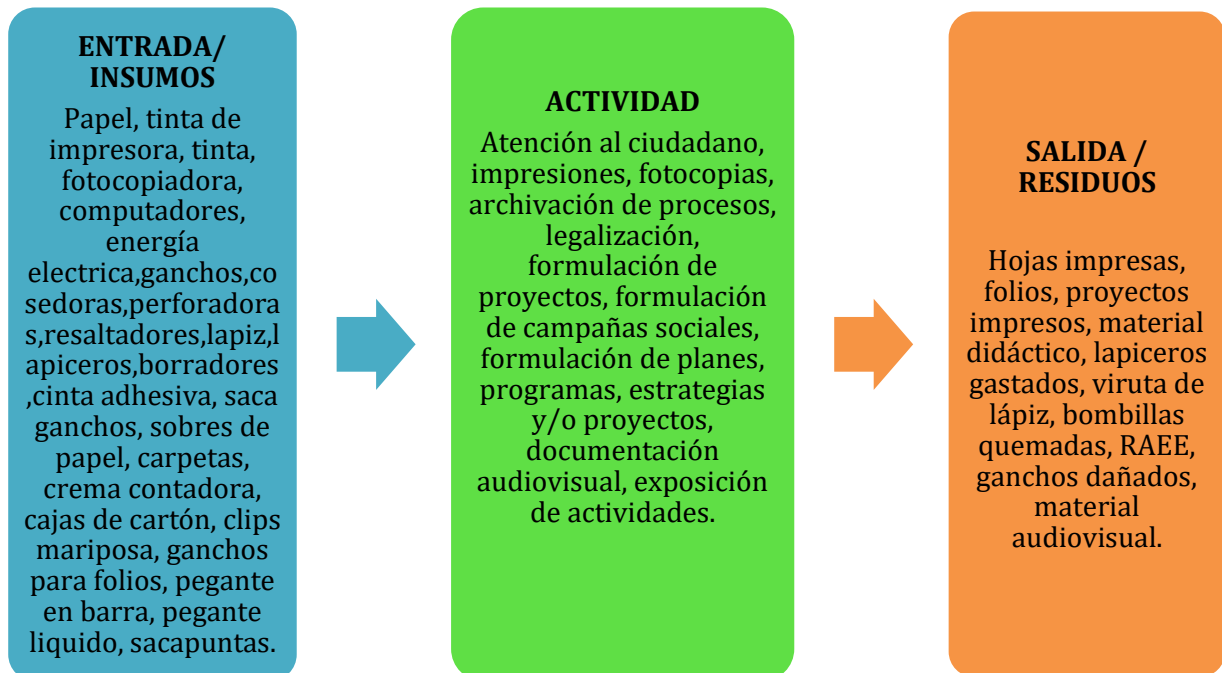 ENTRADA/
INSUMOS
Papel, tinta de
impresora, tinta,
fotocopiadora,
computadores,
energía
electrica,ganchos,co
sedoras,perforadora
s,resaltadores,lapiz,l
apiceros,borradores
,cinta adhesiva, saca
ganchos, sobres de
papel, carpetas,
crema contadora,
cajas de cartón, clips
mariposa, ganchos
para folios, pegante
en barra, pegante
liquido, sacapuntas.
ACTIVIDAD
Atención al ciudadano,
impresiones, fotocopias,
archivación de procesos,
legalización,
formulación de
proyectos, formulación
de campañas sociales,
formulación de planes,
programas, estrategias
y/o proyectos,
documentación
audiovisual, exposición
de actividades.
SALIDA /
RESIDUOS
Hojas impresas,
folios, proyectos
impresos, material
didáctico, lapiceros
gastados, viruta de
lápiz, bombillas
quemadas, RAEE,
ganchos dañados,
material
audiovisual.